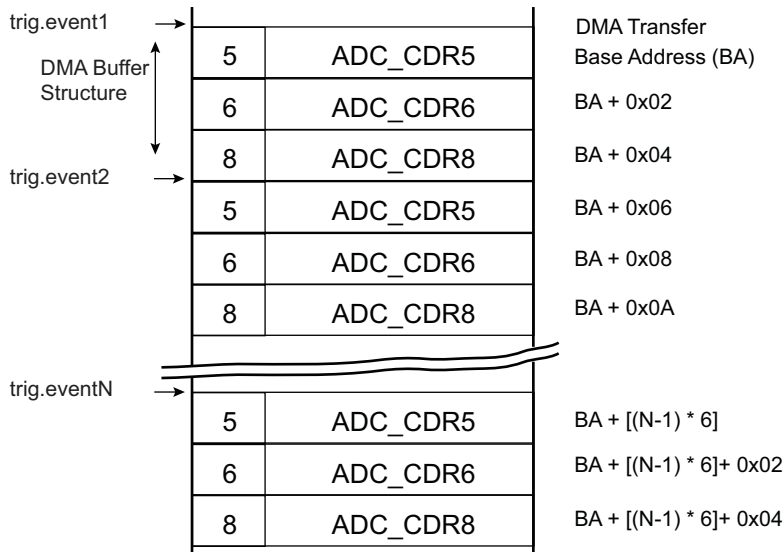 trig.event1
DMA Transfer
DMA Buffer
Structure
5 ADC_CDR5 Base Address (BA)
6 ADC_CDR6 BA + 0x02
8 ADC_CDR8 BA + 0x04
trig.event2
5 ADC_CDR5 BA + 0x06
6 ADC_CDR6 BA + 0x08
8 ADC_CDR8 BA + 0x0A
trig.eventN
5 ADC_CDR5 BA + [(N-1) * 6]
6 ADC_CDR6 BA + [(N-1) * 6]+ 0x02
8 ADC_CDR8 BA + [(N-1) * 6]+ 0x04